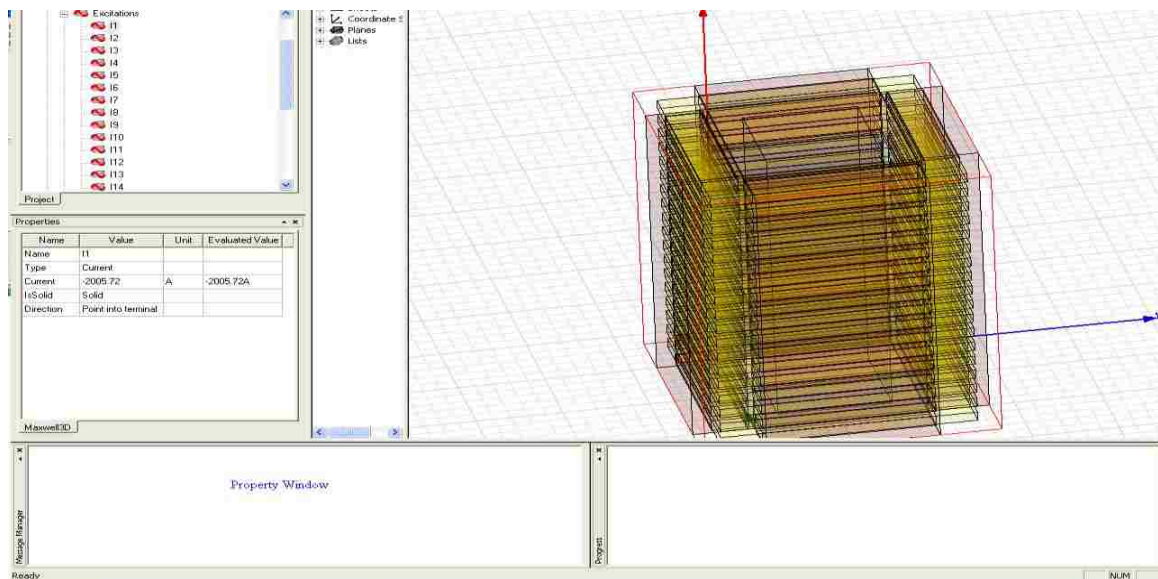 Excitations
I1
I2
I3
I4
I5
I6
I7
I8
I9
I10
I11
I12
I13
I14
Project
Coordinate S
Planes
Lists
Properties
Name Value Unit Evaluated Value
Name I1
Type Current
Current -2005.72 A -2005.72A
IsSolid Solid
Direction Point into terminal
Maxwell3D
Property Window
Message Manager
Progress
Ready
NUM